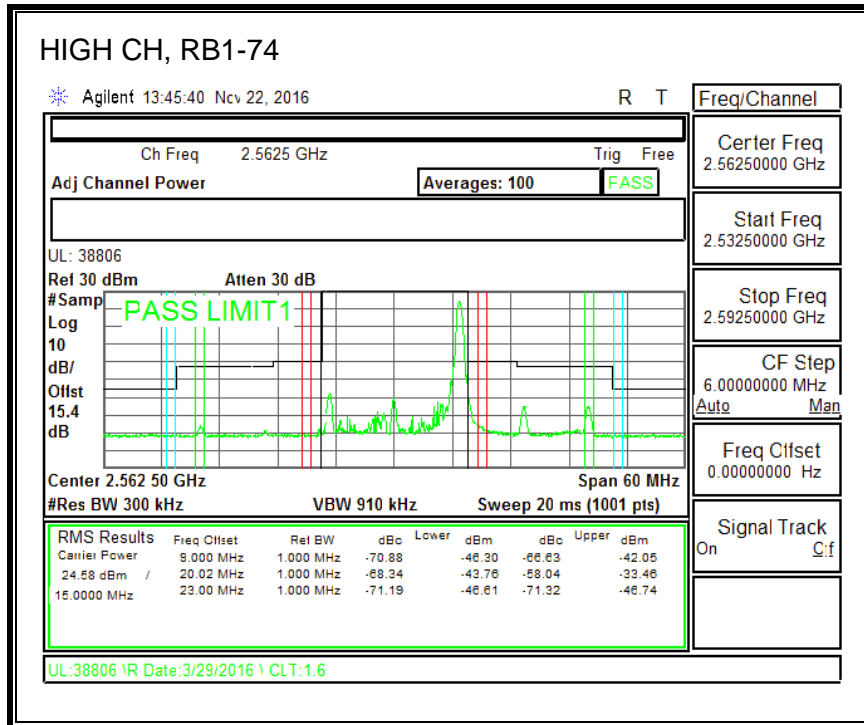 HIGH CH, RB1-74
Agilent 13:45:40 Nov 22, 2016 R T
Freq/Channel
Ch Freq 2.5625 GHz Trig Free
Adj Channel Power Averages: 100 PASS
UL: 38806
Ref 30 dBm Atten 30 dB
#Samp
Log
10
dB/
Offst
15.4
dB
PASS LIMIT1
Center 2.562 50 GHz Span 60 MHz
#Res BW 300 kHz VBW 910 kHz Sweep 20 ms (1001 pts)
RMS Results Freq Offset Ref BW dBc Lower dBm dBc Upper dBm
Carrier Power 9.000 MHz 1.000 MHz -70.88 -46.30 -66.63 -42.05
24.58 dBm / 20.02 MHz 1.000 MHz -68.34 -43.76 -58.04 -33.46
15.0000 MHz 23.00 MHz 1.000 MHz -71.19 -46.61 -71.32 -46.74
UL:38806 \R Date:3/29/2016 \ CLT:1.6
Center Freq
2.56250000 GHz
Start Freq
2.53250000 GHz
Stop Freq
2.59250000 GHz
CF Step
6.00000000 MHz
Auto Man
Freq Offset
0.00000000 Hz
Signal Track
On Off